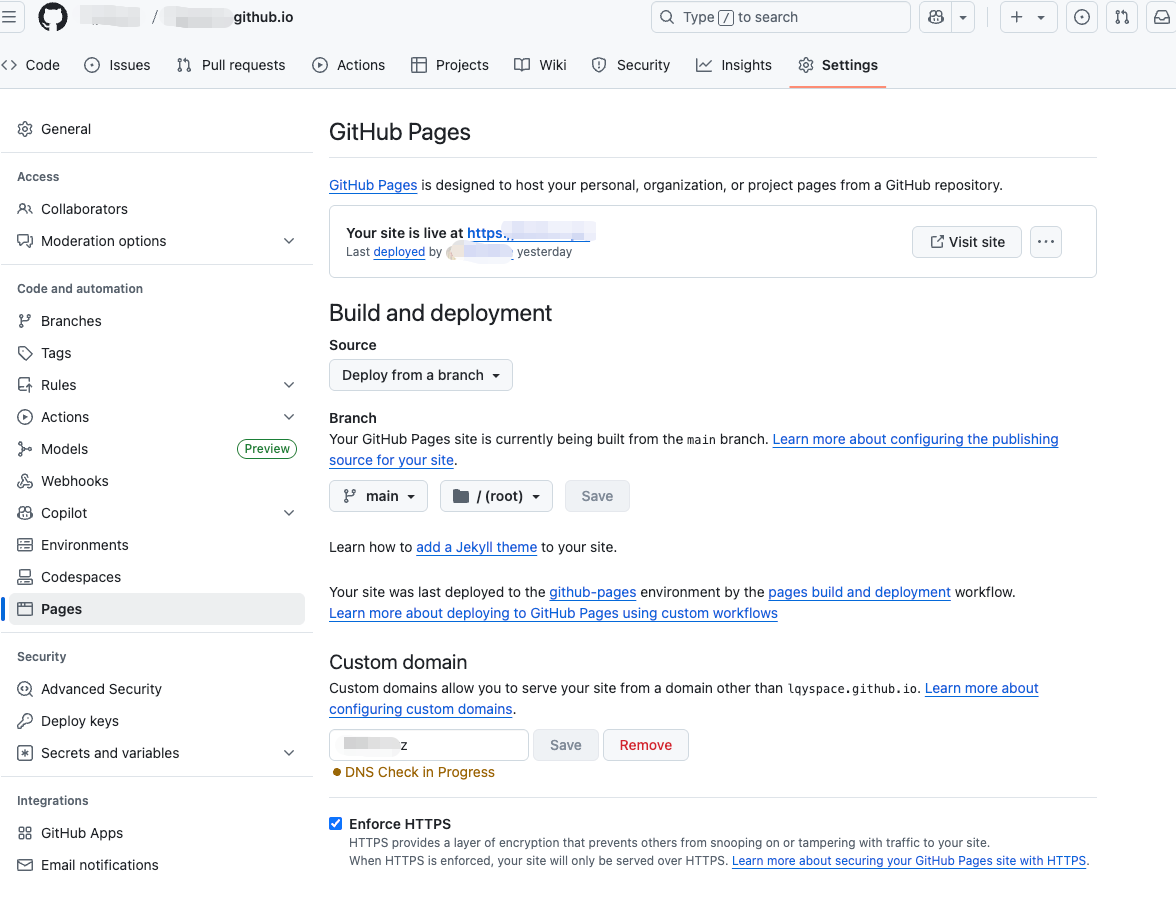 / github.io
Type / to search
Code Issues Pull requests Actions Projects Wiki Security Insights Settings
General
Access
Collaborators
Moderation options
Code and automation
Branches
Tags
Rules
Actions
Models Preview
Webhooks
Copilot
Environments
Codespaces
Pages
Security
Advanced Security
Deploy keys
Secrets and variables
Integrations
GitHub Apps
Email notifications
GitHub Pages
GitHub Pages is designed to host your personal, organization, or project pages from a GitHub repository.
Your site is live at https:/
Last deployed by yesterday
Visit site
Build and deployment
Source
Deploy from a branch
Branch
Your GitHub Pages site is currently being built from the main branch. Learn more about configuring the publishing
source for your site.
main / (root) Save
Learn how to add a Jekyll theme to your site.
Your site was last deployed to the github-pages environment by the pages build and deployment workflow.
Learn more about deploying to GitHub Pages using custom workflows
Custom domain
Custom domains allow you to serve your site from a domain other than lqyspace.github.io. Learn more about
configuring custom domains.
z Save Remove
DNS Check in Progress
Enforce HTTPS
HTTPS provides a layer of encryption that prevents others from snooping on or tampering with traffic to your site.
When HTTPS is enforced, your site will only be served over HTTPS. Learn more about securing your GitHub Pages site with HTTPS.